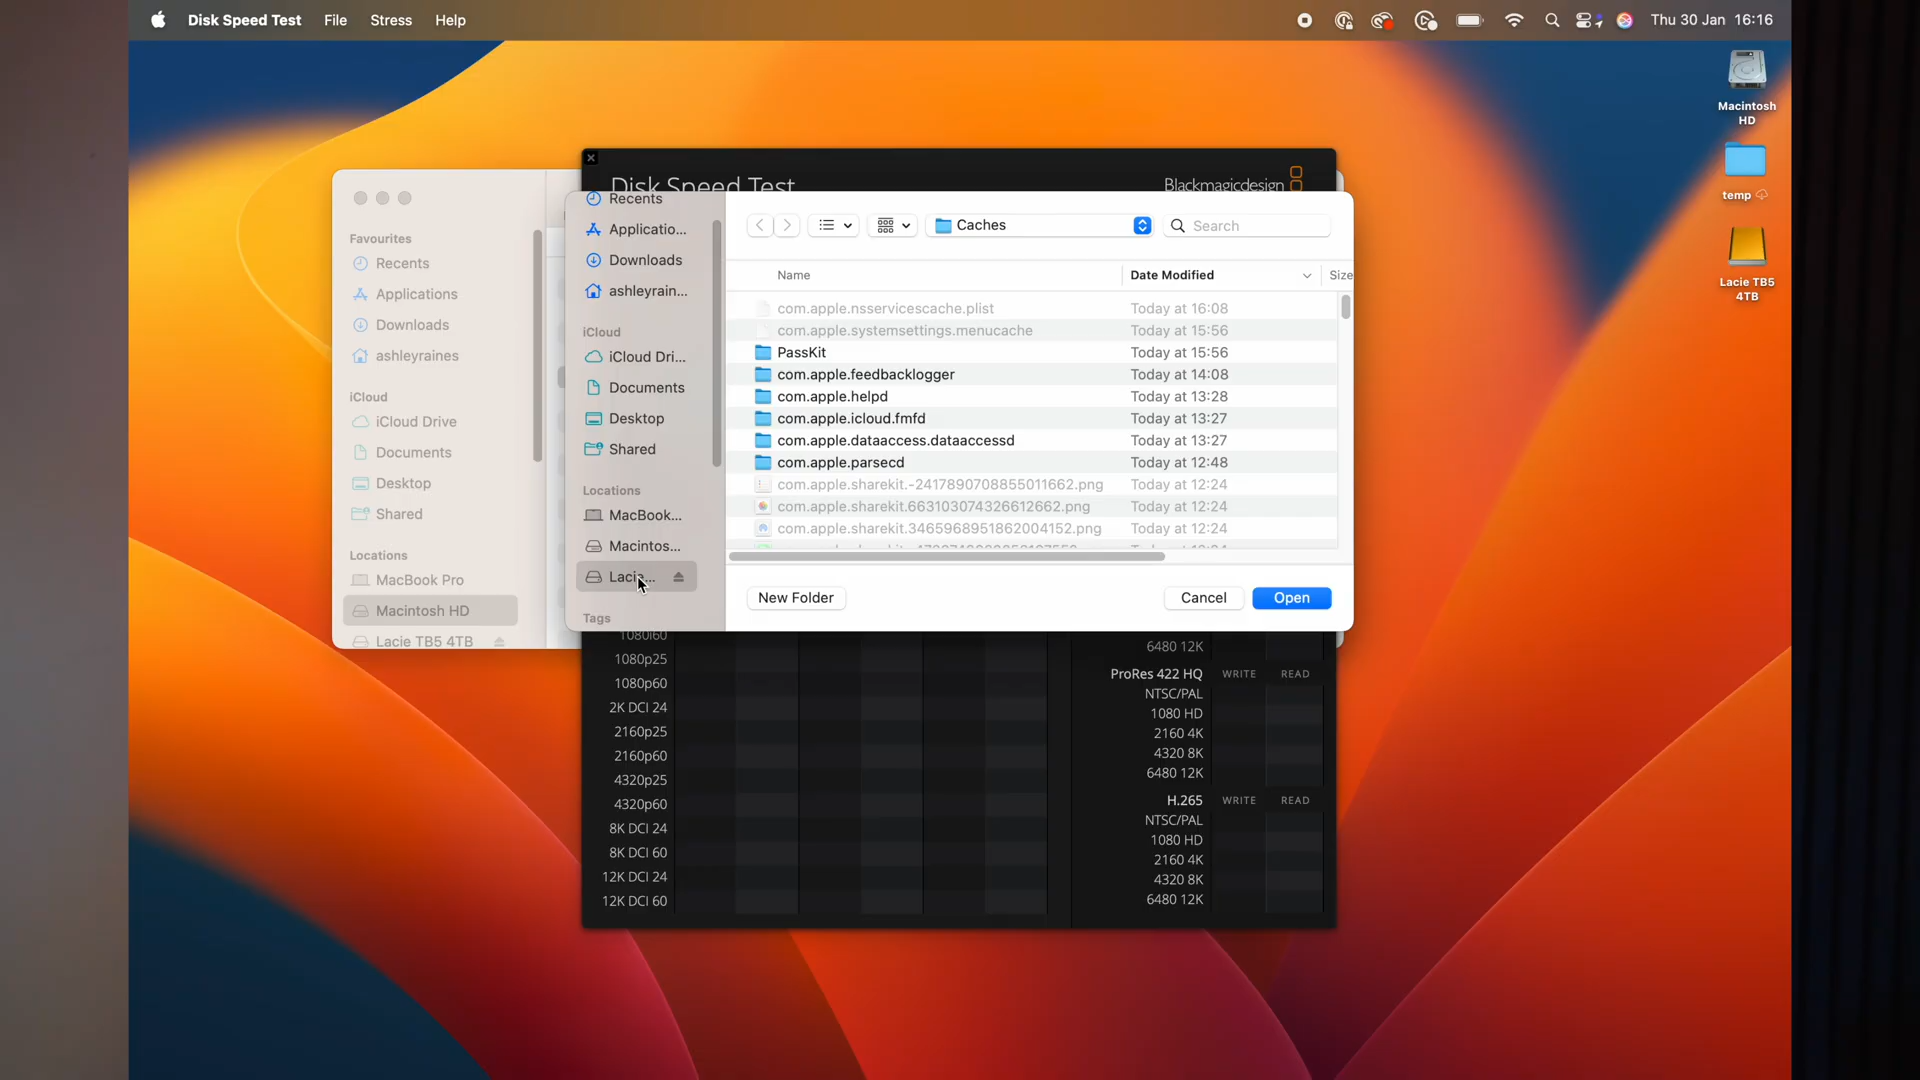 Disk Speed Test File Stress Help
Thu 30 Jan 16:16
Macintosh
HD
temp
Lacie TB5
4TB
Favourites
Recents
Applications
Downloads
ashleyraines
iCloud
iCloud Drive
Documents
Desktop
Shared
Locations
MacBook Pro
Macintosh HD
Lacie TB5 4TB
Disk Speed Test
Blackmagicdesign
Recents
Applicatio...
Downloads
ashleyrain...
iCloud
iCloud Dri...
Documents
Desktop
Shared
Locations
MacBook...
Macintos...
Lacie...
Tags
Caches
Search
Name Date Modified Size
com.apple.nsservicescache.plist Today at 16:08
com.apple.systemsettings.menucache Today at 15:56
PassKit Today at 15:56
com.apple.feedbacklogger Today at 14:08
com.apple.helpd Today at 13:28
com.apple.icloud.fmfd Today at 13:27
com.apple.dataaccess.dataaccessd Today at 13:27
com.apple.parsecd Today at 12:48
com.apple.sharekit.-2417890708855011662.png Today at 12:24
com.apple.sharekit.663103074326612662.png Today at 12:24
com.apple.sharekit.3465968951862004152.png Today at 12:24
New Folder Cancel Open
1080i60
1080p25
1080p60
2K DCI 24
2160p25
2160p60
4320p25
4320p60
8K DCI 24
8K DCI 60
12K DCI 24
12K DCI 60
6480 12K
ProRes 422 HQ WRITE READ
NTSC/PAL
1080 HD
2160 4K
4320 8K
6480 12K
H.265 WRITE READ
NTSC/PAL
1080 HD
2160 4K
4320 8K
6480 12K